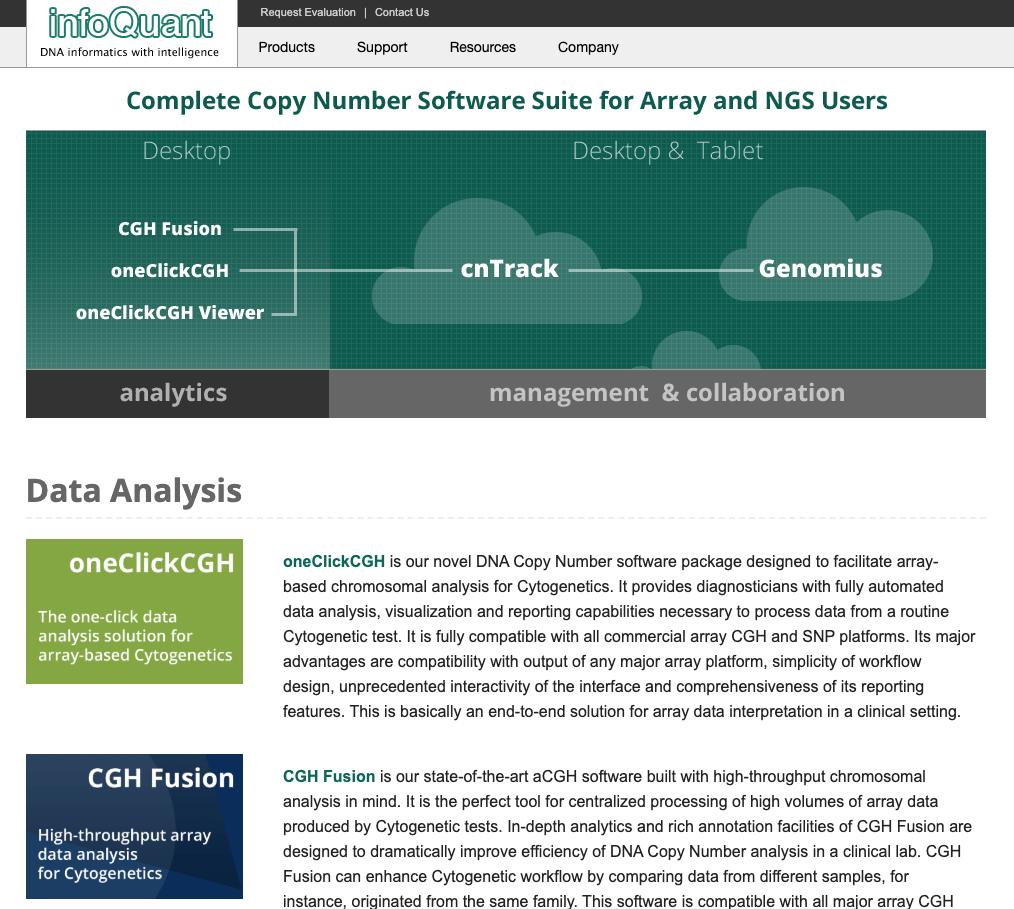 infoQuant
DNA informatics with intelligence
Request Evaluation | Contact Us
Products Support Resources Company
Complete Copy Number Software Suite for Array and NGS Users
Desktop Desktop & Tablet
CGH Fusion
oneClickCGH cnTrack Genomius
oneClickCGH Viewer
analytics management & collaboration
Data Analysis
oneClickCGH
The one-click data
analysis solution for
array-based Cytogenetics
oneClickCGH is our novel DNA Copy Number software package designed to facilitate array-
based chromosomal analysis for Cytogenetics. It provides diagnosticians with fully automated
data analysis, visualization and reporting capabilities necessary to process data from a routine
Cytogenetic test. It is fully compatible with all commercial array CGH and SNP platforms. Its major
advantages are compatibility with output of any major array platform, simplicity of workflow
design, unprecedented interactivity of the interface and comprehensiveness of its reporting
features. This is basically an end-to-end solution for array data interpretation in a clinical setting.
CGH Fusion
High-throughput array
data analysis
for Cytogenetics
CGH Fusion is our state-of-the-art aCGH software built with high-throughput chromosomal
analysis in mind. It is the perfect tool for centralized processing of high volumes of array data
produced by Cytogenetic tests. In-depth analytics and rich annotation facilities of CGH Fusion are
designed to dramatically improve efficiency of DNA Copy Number analysis in a clinical lab. CGH
Fusion can enhance Cytogenetic workflow by comparing data from different samples, for
instance, originated from the same family. This software is compatible with all major array CGH